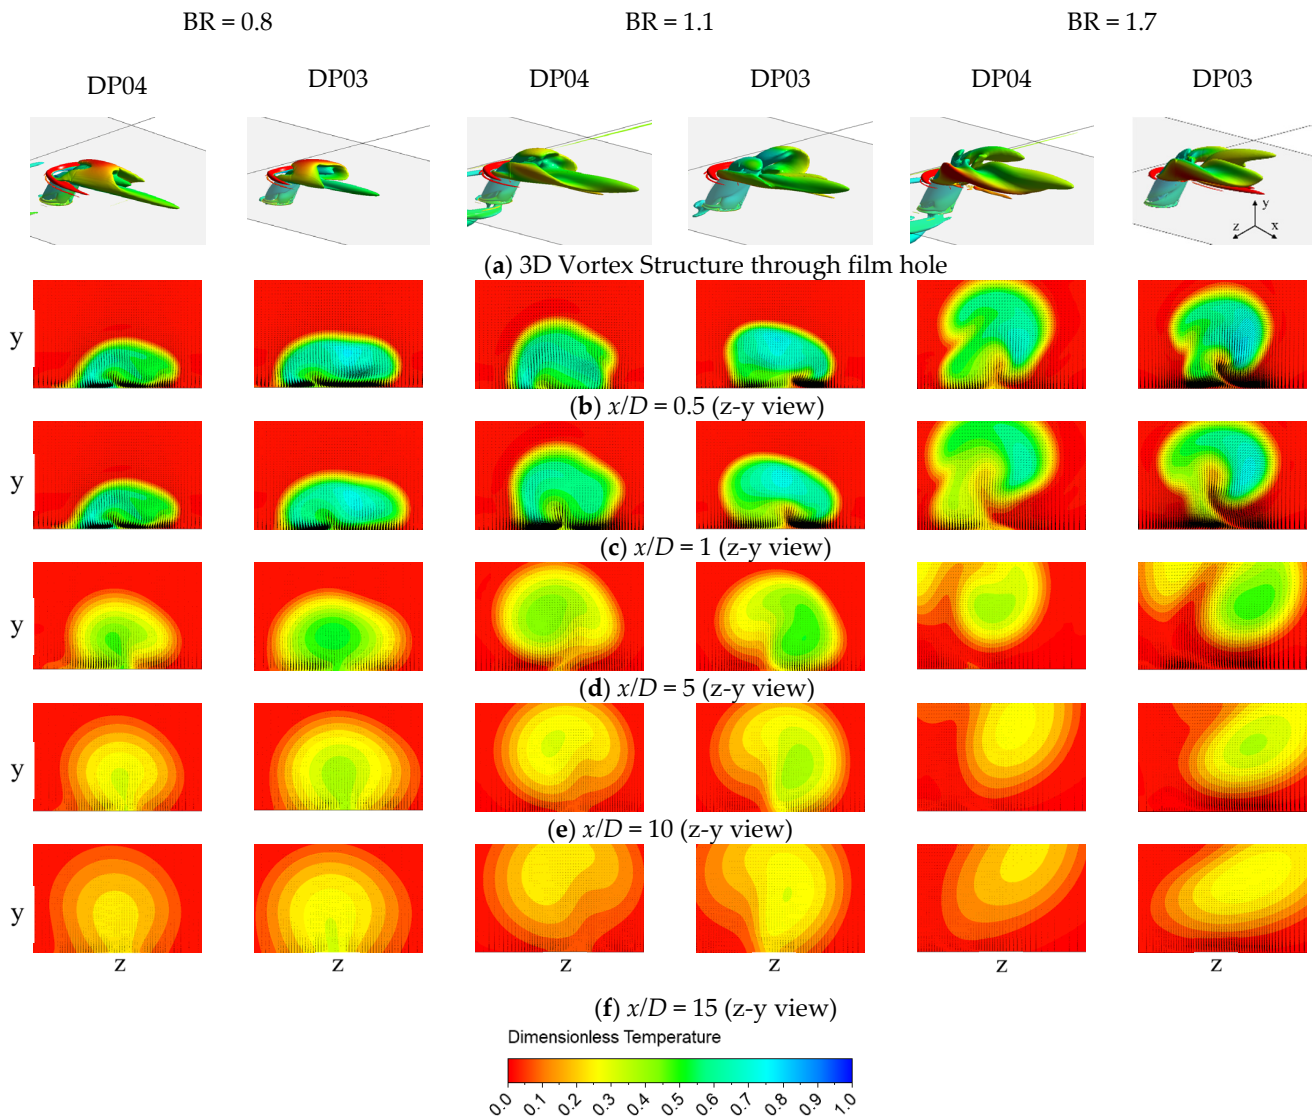 BR = 0.8 BR = 1.1 BR = 1.7
DP04 DP03 DP04 DP03 DP04 DP03
y
z x
(a) 3D Vortex Structure through film hole
y
(b) x/D = 0.5 (z-y view)
y
(c) x/D = 1 (z-y view)
y
(d) x/D = 5 (z-y view)
y
(e) x/D = 10 (z-y view)
y
z z z z z z
(f) x/D = 15 (z-y view)
Dimensionless Temperature
0.0 0.1 0.2 0.3 0.4 0.5 0.6 0.7 0.8 0.9 1.0